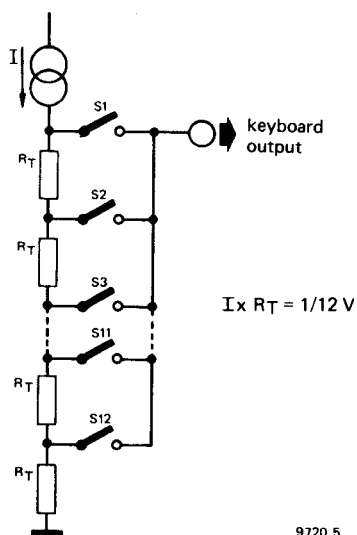 I
S1
keyboard
output
RT
S2
RT
S3
I x RT = 1/12 V
S11
RT
S12
RT
9720 5